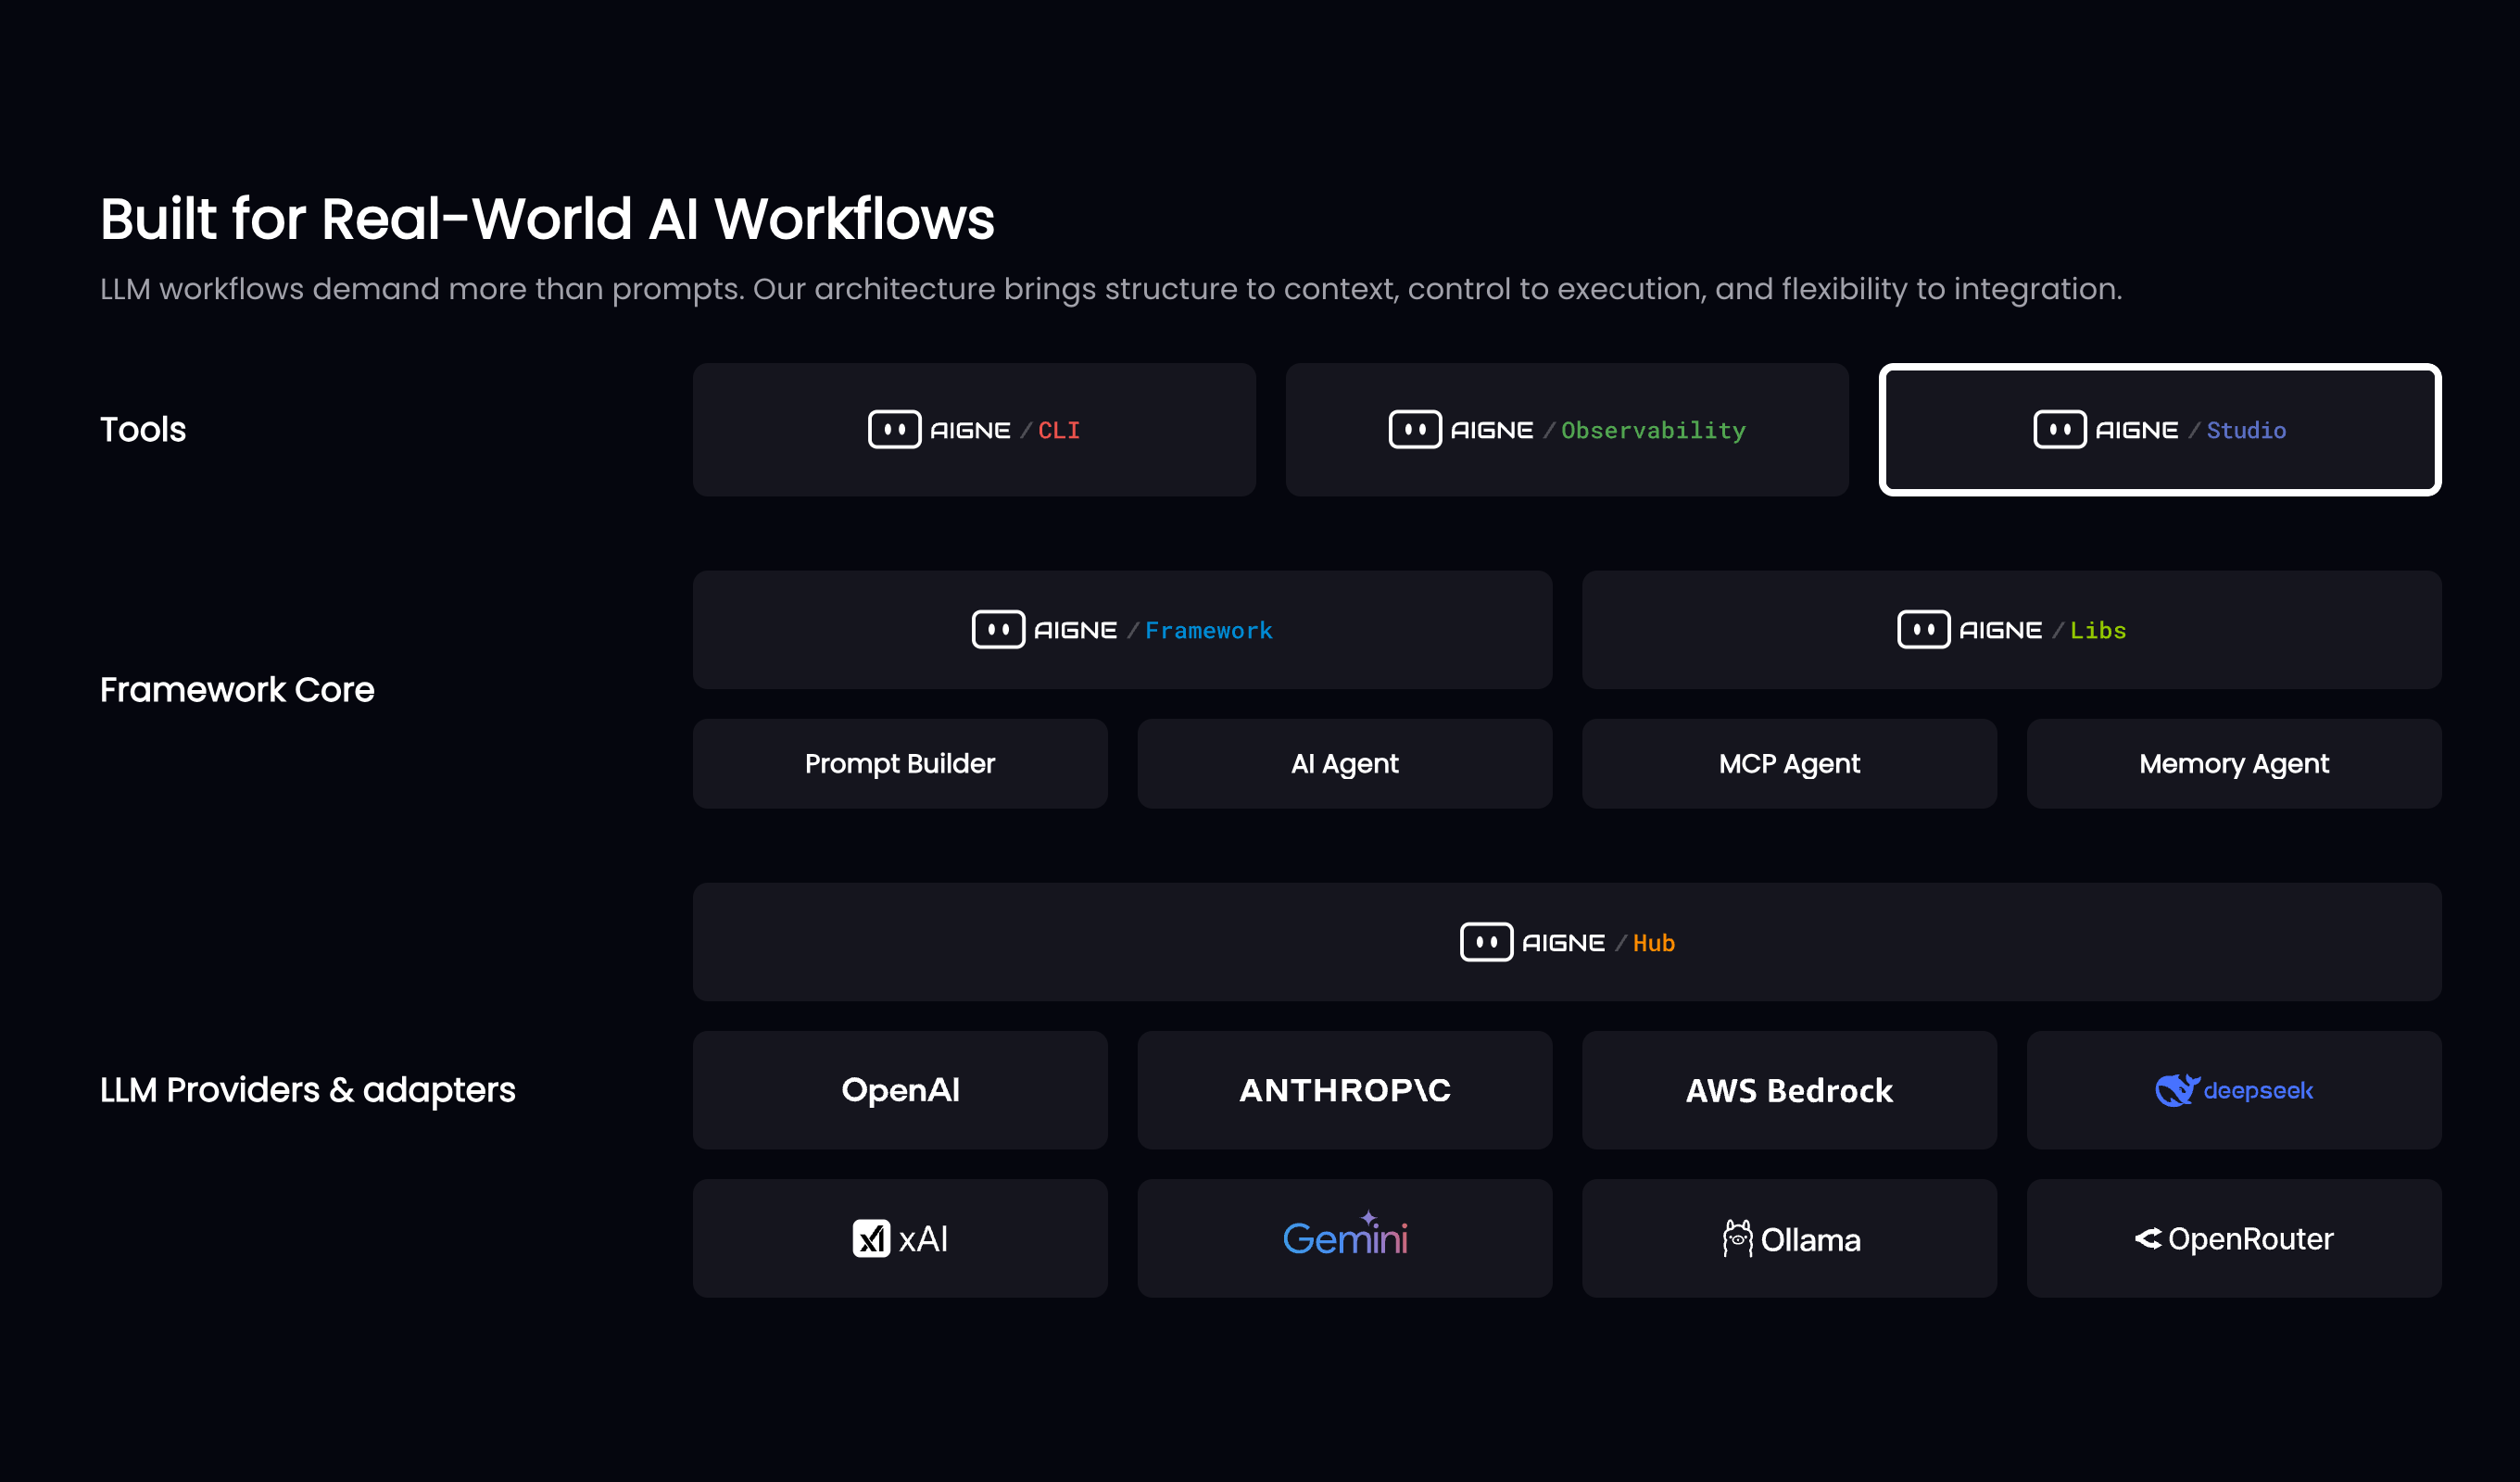 Built for Real-World AI Workflows
LLM workflows demand more than prompts. Our architecture brings structure to context, control to execution, and flexibility to integration.
Tools
AIGNE / CLI
AIGNE / Observability
AIGNE / Studio
Framework Core
AIGNE / Framework
AIGNE / Libs
Prompt Builder
AI Agent
MCP Agent
Memory Agent
LLM Providers & adapters
AIGNE / Hub
OpenAI
ANTHROP\C
AWS Bedrock
deepseek
xAI
Gemini
Ollama
OpenRouter